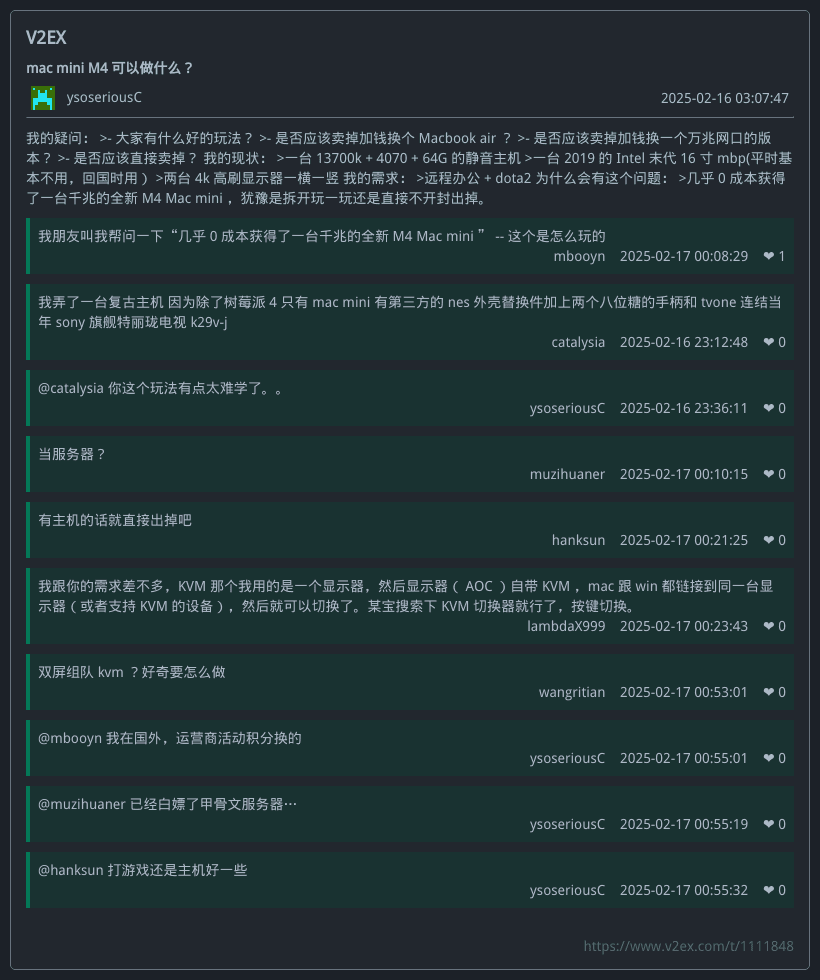 V2EX
mac mini M4 可以做什么？
ysoseriousC
2025-02-16 03:07:47
我的疑问： >- 大家有什么好的玩法？ >- 是否应该卖掉加钱换个 Macbook air ？ >- 是否应该卖掉加钱换一个万兆网口的版
本？ >- 是否应该直接卖掉？ 我的现状： >一台 13700k + 4070 + 64G 的静音主机 >一台 2019 的 Intel 末代 16 寸 mbp(平时基
本不用，回国时用 ) >两台 4k 高刷显示器一横一竖 我的需求： >远程办公 + dota2 为什么会有这个问题： >几乎 0 成本获得
了一台千兆的全新 M4 Mac mini ，犹豫是拆开玩一玩还是直接不开封出掉。
我朋友叫我帮问一下“几乎 0 成本获得了一台千兆的全新 M4 Mac mini ” -- 这个是怎么玩的
mbooyn 2025-02-17 00:08:29 ❤ 1
我弄了一台复古主机 因为除了树莓派 4 只有 mac mini 有第三方的 nes 外壳替换件加上两个八位糖的手柄和 tvone 连结当
年 sony 旗舰特丽珑电视 k29v-j
catalysia 2025-02-16 23:12:48 ❤ 0
@catalysia 你这个玩法有点太难学了。。
ysoseriousC 2025-02-16 23:36:11 ❤ 0
当服务器？
muzihuaner 2025-02-17 00:10:15 ❤ 0
有主机的话就直接出掉吧
hanksun 2025-02-17 00:21:25 ❤ 0
我跟你的需求差不多，KVM 那个我用的是一个显示器，然后显示器（ AOC ）自带 KVM ，mac 跟 win 都链接到同一台显
示器（或者支持 KVM 的设备），然后就可以切换了。某宝搜索下 KVM 切换器就行了，按键切换。
lambdaX999 2025-02-17 00:23:43 ❤ 0
双屏组队 kvm ？好奇要怎么做
wangritian 2025-02-17 00:53:01 ❤ 0
@mbooyn 我在国外，运营商活动积分换的
ysoseriousC 2025-02-17 00:55:01 ❤ 0
@muzihuaner 已经白嫖了甲骨文服务器…
ysoseriousC 2025-02-17 00:55:19 ❤ 0
@hanksun 打游戏还是主机好一些
ysoseriousC 2025-02-17 00:55:32 ❤ 0
https://www.v2ex.com/t/1111848